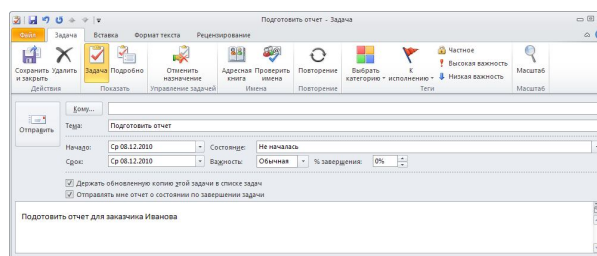 Подготовить отчет - Задача
Файл Задача Вставка Формат текста Рецензирование
Сохранить и закрыть
Удалить
Задача
Подробно
Отменить назначение
Адресная книга
Проверить имена
Повторение
Выбрать категорию
К исполнению
Частное
Высокая важность
Низкая важность
Масштаб
Действия Показать Управление задачей Имена Повторение Теги Масштаб
Отправить
Кому...
Тема: Подготовить отчет
Начало: Ср 08.12.2010 Состояние: Не началась
Срок: Ср 08.12.2010 Важность: Обычная % завершения: 0%
Держать обновленную копию этой задачи в списке задач
Отправлять мне отчет о состоянии по завершении задачи
Подотовить отчет для заказчика Иванова